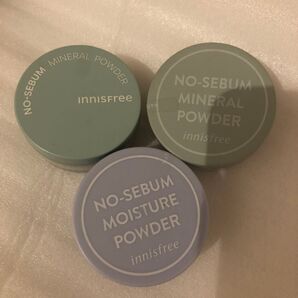 NO-SEBUM MINERAL POWDER
innisfree
NO-SEBUM
MINERAL
POWDER
innisfree
NO-SEBUM
MOISTURE
POWDER
innisfree